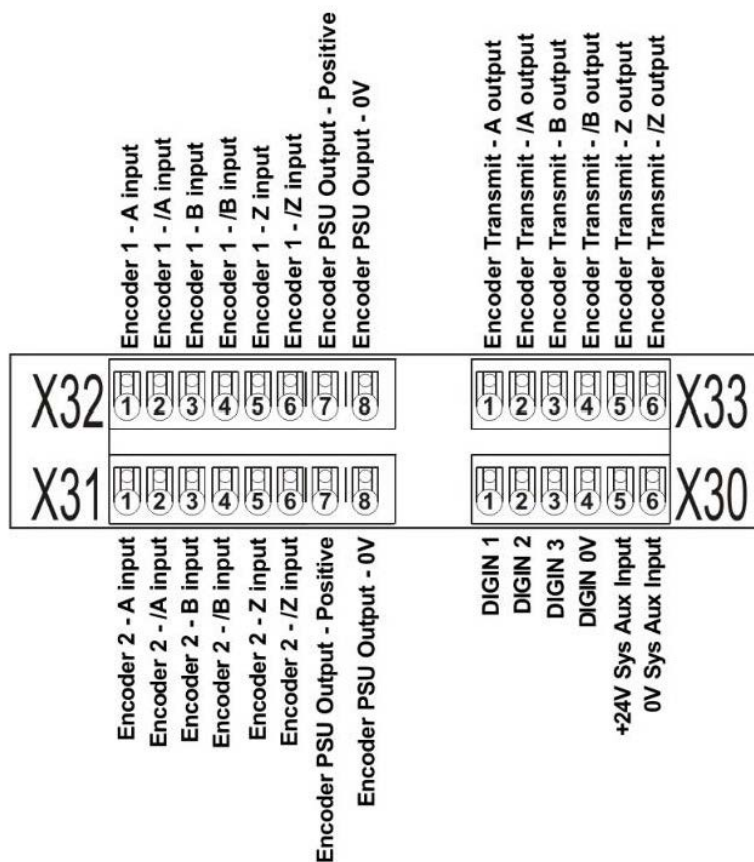 Encoder 1 - A input
Encoder 1 - /A input
Encoder 1 - B input
Encoder 1 - /B input
Encoder 1 - Z input
Encoder 1 - /Z input
Encoder PSU Output - Positive
Encoder PSU Ouput - 0V
Encoder Transmit - A output
Encoder Transmit - /A output
Encoder Transmit - B output
Encoder Transmit - /B output
Encoder Transmit - Z output
Encoder Transmit - /Z output
X32 1 2 3 4 5 6 7 8
1 2 3 4 5 6 X33
X31 1 2 3 4 5 6 7 8
1 2 3 4 5 6 X30
Encoder 2 - A input
Encoder 2 - /A input
Encoder 2 - B input
Encoder 2 - /B input
Encoder 2 - Z input
Encoder 2 - /Z input
Encoder PSU Output - Positive
Encoder PSU Output - 0V
DIGIN 1
DIGIN 2
DIGIN 3
DIGIN 0V
+24V Sys Aux Input
0V Sys Aux Input